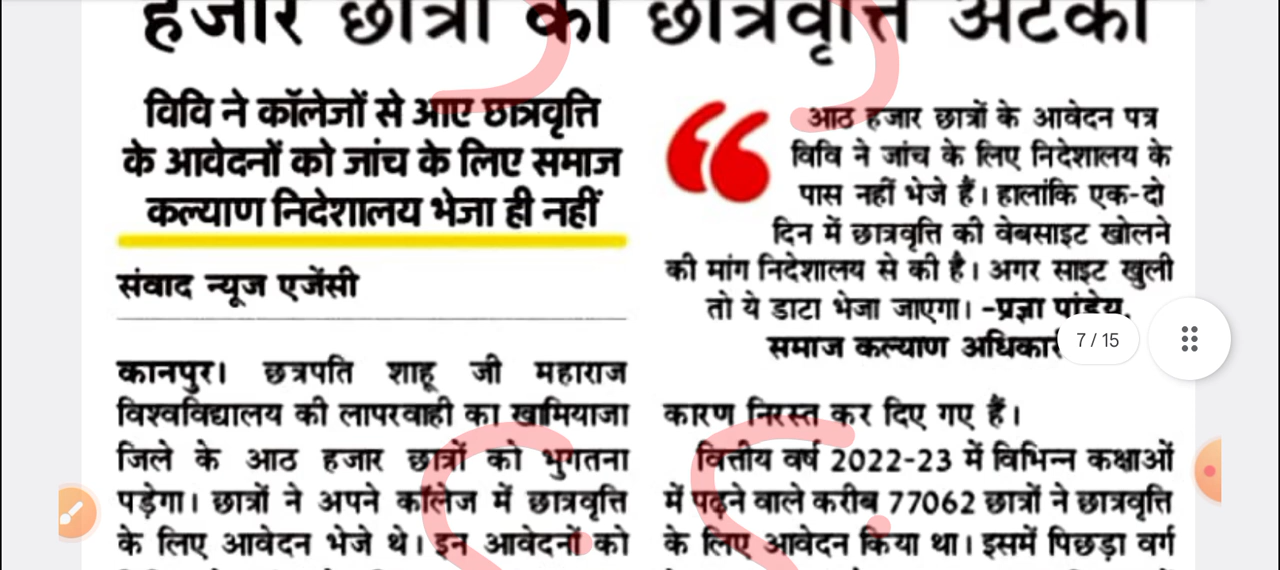 हजार छात्रों की छात्रवृत्ति अटकी
विवि ने कॉलेजों से आए छात्रवृत्ति
के आवेदनों को जांच के लिए समाज
कल्याण निदेशालय भेजा ही नहीं
संवाद न्यूज एजेंसी
कानपुर। छत्रपति शाहू जी महाराज
विश्वविद्यालय की लापरवाही का खामियाजा
जिले के आठ हजार छात्रों को भुगतना
पड़ेगा। छात्रों ने अपने कॉलेज में छात्रवृत्ति
के लिए आवेदन भेजे थे। इन आवेदनों को
आठ हजार छात्रों के आवेदन पत्र
विवि ने जांच के लिए निदेशालय के
पास नहीं भेजे हैं। हालांकि एक-दो
दिन में छात्रवृत्ति की वेबसाइट खोलने
की मांग निदेशालय से की है। अगर साइट खुली
तो ये डाटा भेजा जाएगा। -प्रज्ञा पांडेय,
समाज कल्याण अधिकारी
7 / 15
कारण निरस्त कर दिए गए हैं।
वित्तीय वर्ष 2022-23 में विभिन्न कक्षाओं
में पढ़ने वाले करीब 77062 छात्रों ने छात्रवृत्ति
के लिए आवेदन किया था। इसमें पिछड़ा वर्ग